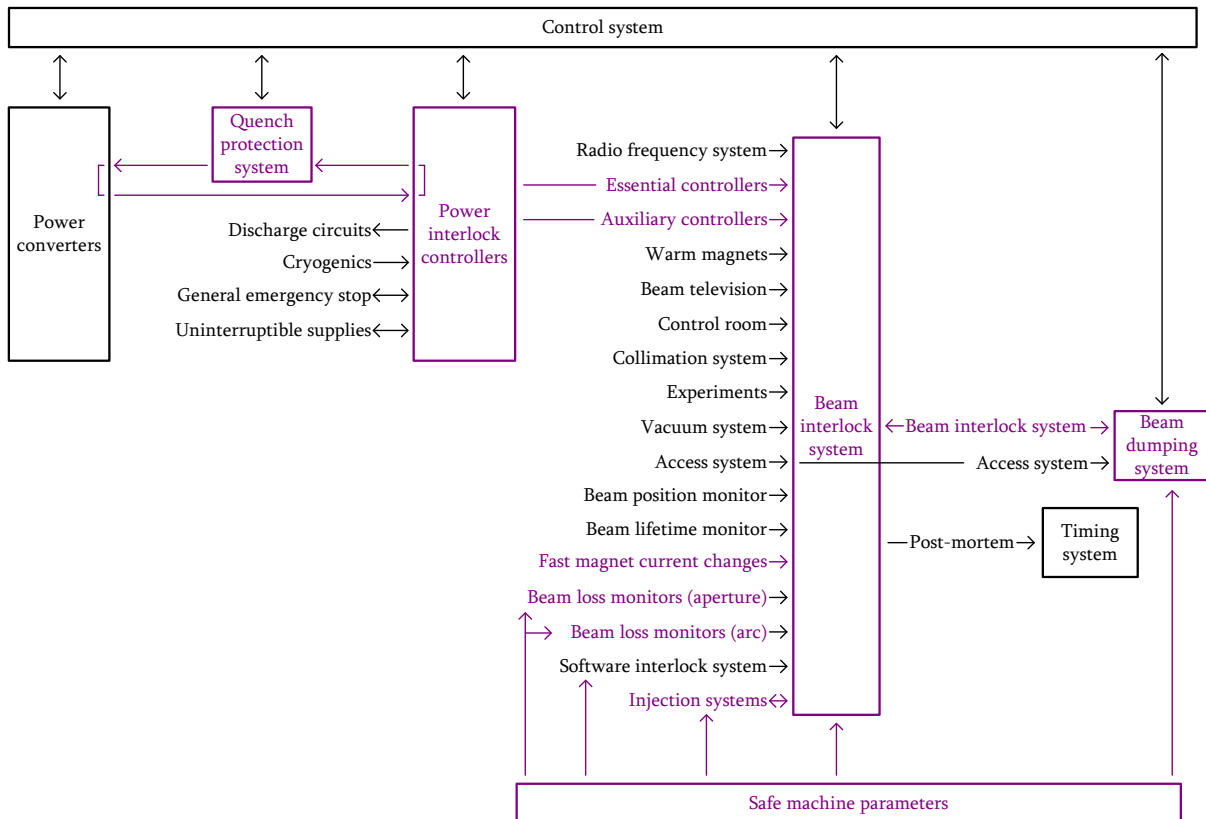 Control system
Quench
protection
system
Power
converters
Power
interlock
controllers
Discharge circuits
Cryogenics
General emergency stop
Uninterruptible supplies
Radio frequency system
Essential controllers
Auxiliary controllers
Warm magnets
Beam television
Control room
Collimation system
Experiments
Vacuum system
Access system
Beam position monitor
Beam lifetime monitor
Fast magnet current changes
Beam loss monitors (aperture)
Beam loss monitors (arc)
Software interlock system
Injection systems
Beam
interlock
system
Beam interlock system
Access system
Beam
dumping
system
Post-mortem
Timing
system
Safe machine parameters